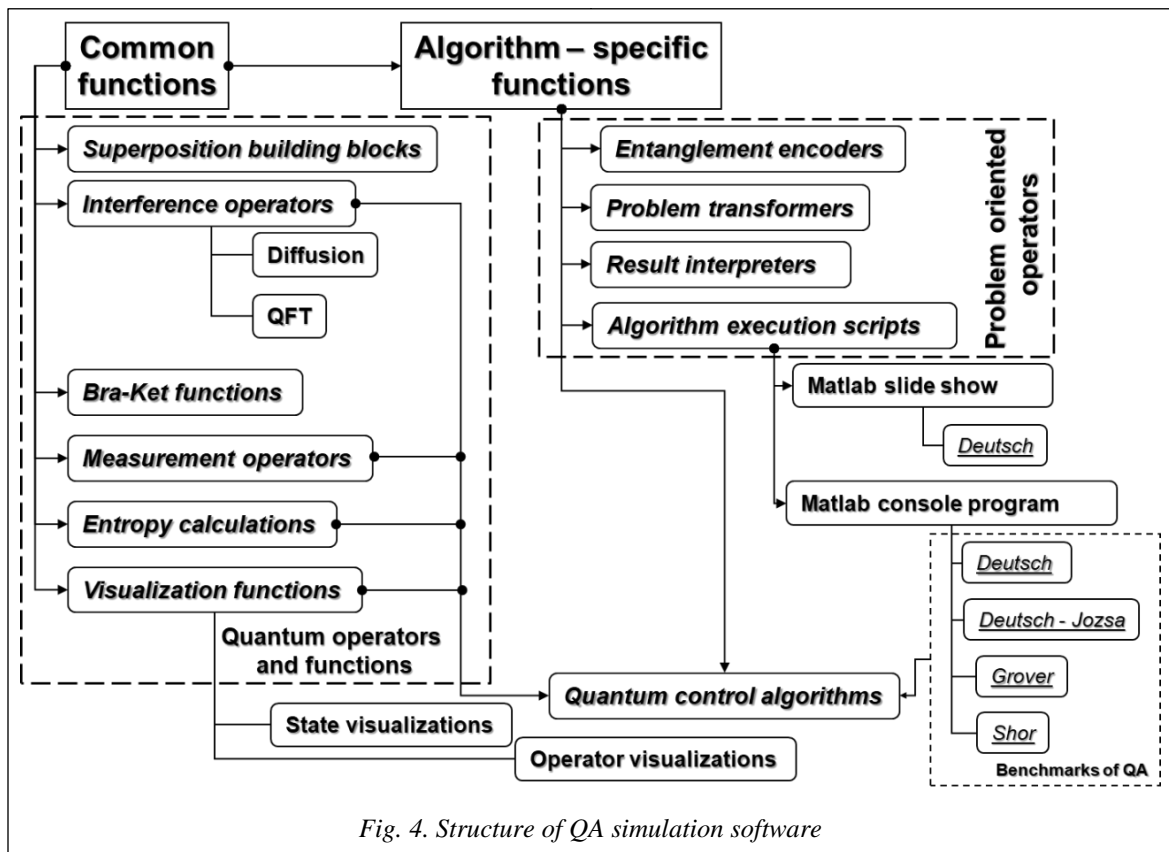 Common
functions
Algorithm – specific
functions
Superposition building blocks
Interference operators
Diffusion
QFT
Bra-Ket functions
Measurement operators
Entropy calculations
Visualization functions
Quantum operators
and functions
State visualizations
Operator visualizations
Entanglement encoders
Problem transformers
Result interpreters
Algorithm execution scripts
Problem oriented
operators
Matlab slide show
Deutsch
Matlab console program
Deutsch
Deutsch - Jozsa
Grover
Shor
Benchmarks of QA
Quantum control algorithms
Fig. 4. Structure of QA simulation software